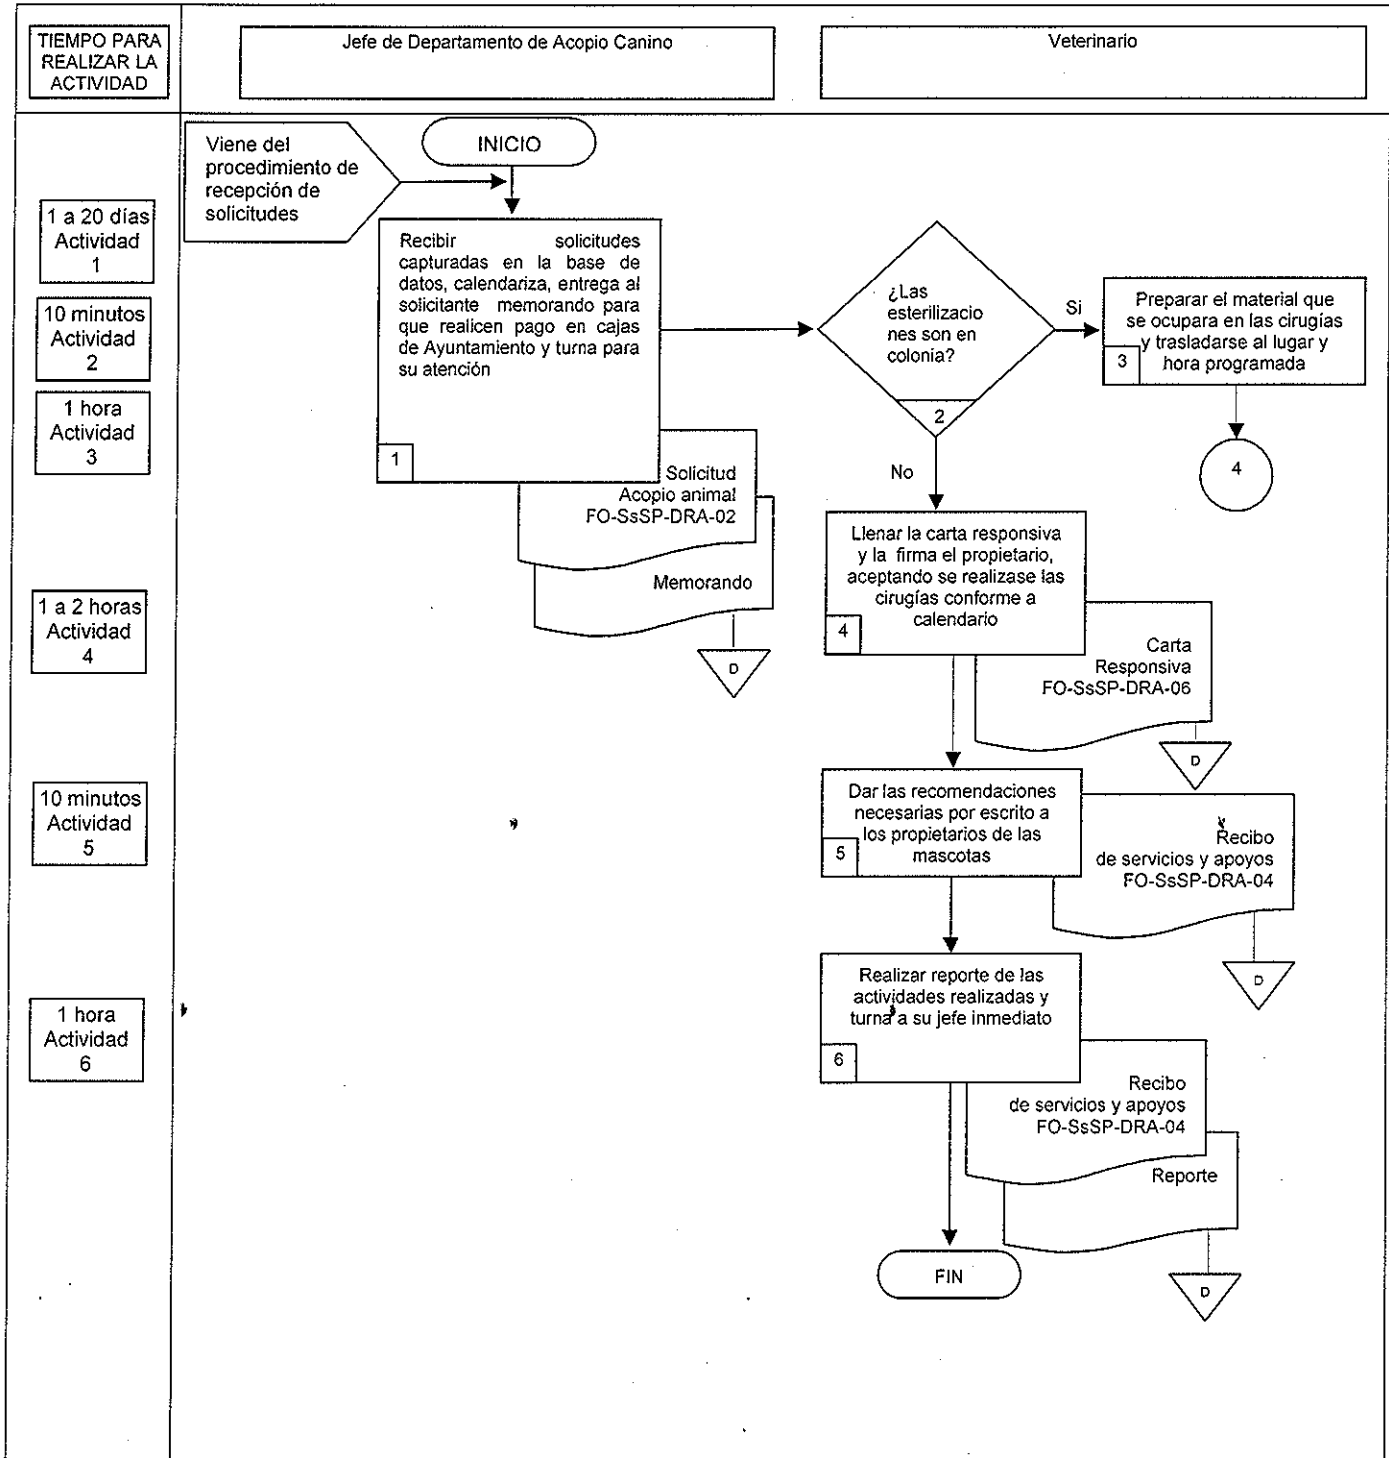 TIEMPO PARA
REALIZAR LA
ACTIVIDAD
Jefe de Departamento de Acopio Canino
Veterinario
Viene del
procedimiento de
recepción de
solicitudes
INICIO
1 a 20 días
Actividad
1
10 minutos
Actividad
2
1 hora
Actividad
3
1 a 2 horas
Actividad
4
10 minutos
Actividad
5
1 hora
Actividad
6
Recibir solicitudes
capturadas en la base de
datos, calendariza, entrega al
solicitante memorando para
que realicen pago en cajas
de Ayuntamiento y turna para
su atención
1
Solicitud
Acopio animal
FO-SsSP-DRA-02
Memorando
D
¿Las
esterilizacio
nes son en
colonia?
2
Si
No
Preparar el material que
se ocupara en las cirugías
y trasladarse al lugar y
hora programada
3
4
Llenar la carta responsiva
y la firma el propietario,
aceptando se realizase las
cirugías conforme a
calendario
4
Carta
Responsiva
FO-SsSP-DRA-06
D
Dar las recomendaciones
necesarias por escrito a
los propietarios de las
mascotas
5
Recibo
de servicios y apoyos
FO-SsSP-DRA-04
D
Realizar reporte de las
actividades realizadas y
turna a su jefe inmediato
6
Recibo
de servicios y apoyos
FO-SsSP-DRA-04
Reporte
D
FIN